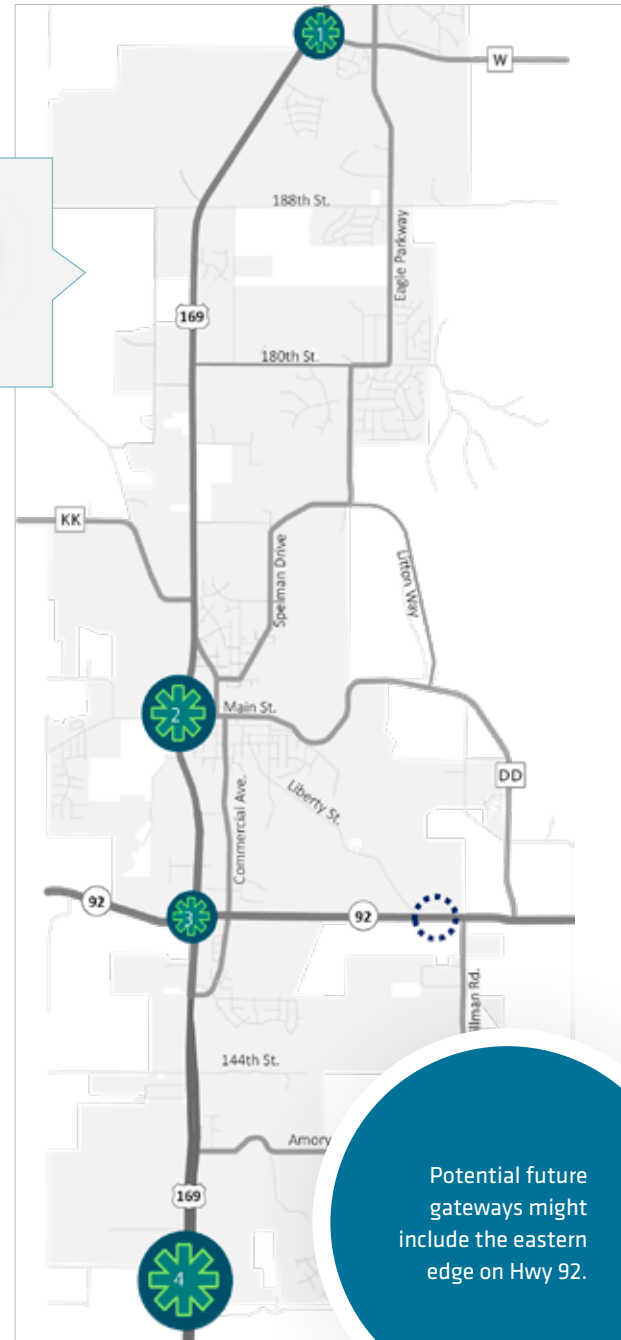 1
W
188th St.
Eagle Parkway
169
180th St.
KK
Spelman Drive
Litton Way
2
Main St.
DD
Liberty St.
Commercial Ave.
92
3
92
144th St.
Amory
169
4
Potential future
gateways might
include the eastern
edge on Hwy 92.